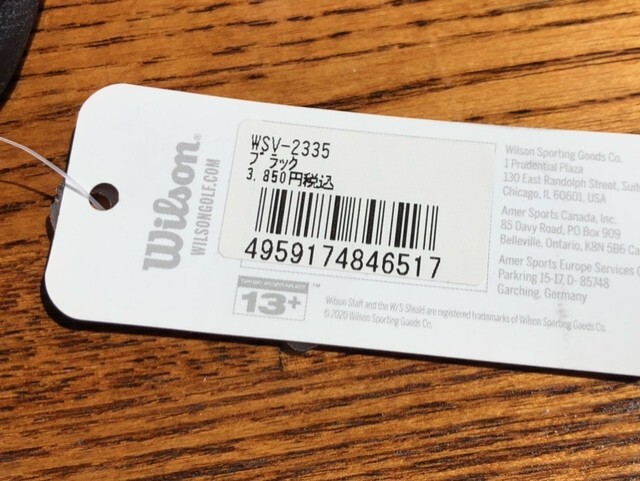 Wilson®
WILSONGOLF.COM
WSV-2335
ブラック
3,850円税込
4959174846517
13+
™
Wilson Staff and the W/S Shield are registered trademarks of Wilson Sporting Goods Co.
© 2020 Wilson Sporting Goods Co.
Wilson Sporting Goods Co.
1 Prudential Plaza
130 East Randolph Street, Suit
Chicago, IL 60601, USA
Amer Sports Canada, Inc.
85 Davy Road, PO Box 909
Belleville, Ontario, K8N 5B6 Ca
Amer Sports Europe Services
Parkring 15-17, D- 85748
Garching, Germany